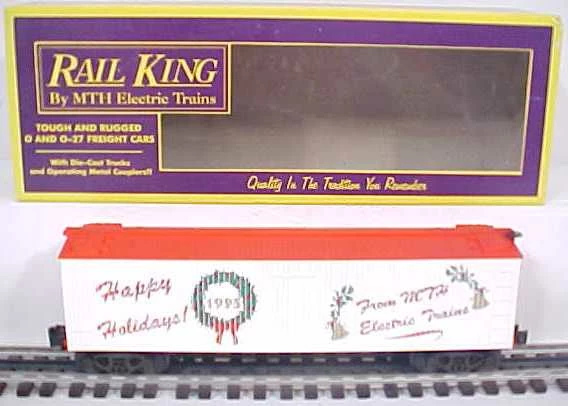 RAIL KING
By MTH Electric Trains
TOUGH AND RUGGED
O AND O-27 FREIGHT CARS
With Die-Cast Trucks
and Operating Metal Couplers!!
Quality In The Tradition You Remember
Happy
Holidays!
1995
From MTH
Electric Trains